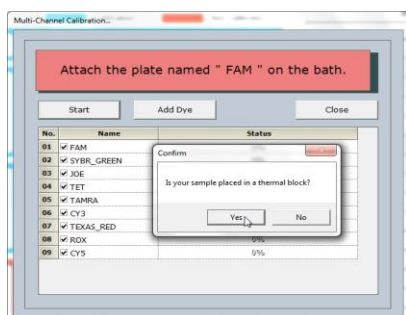 Multi-Channel Calibration...
Attach the plate named " FAM " on the bath.
Start Add Dye Close
No. Name Status
01 FAM
02 SYBR_GREEN
03 JOE
04 TET
05 TAMRA
06 CY3
07 TEXAS_RED
08 ROX 0%
09 CY5 0%
Confirm
Is your sample placed in a thermal block?
Yes No